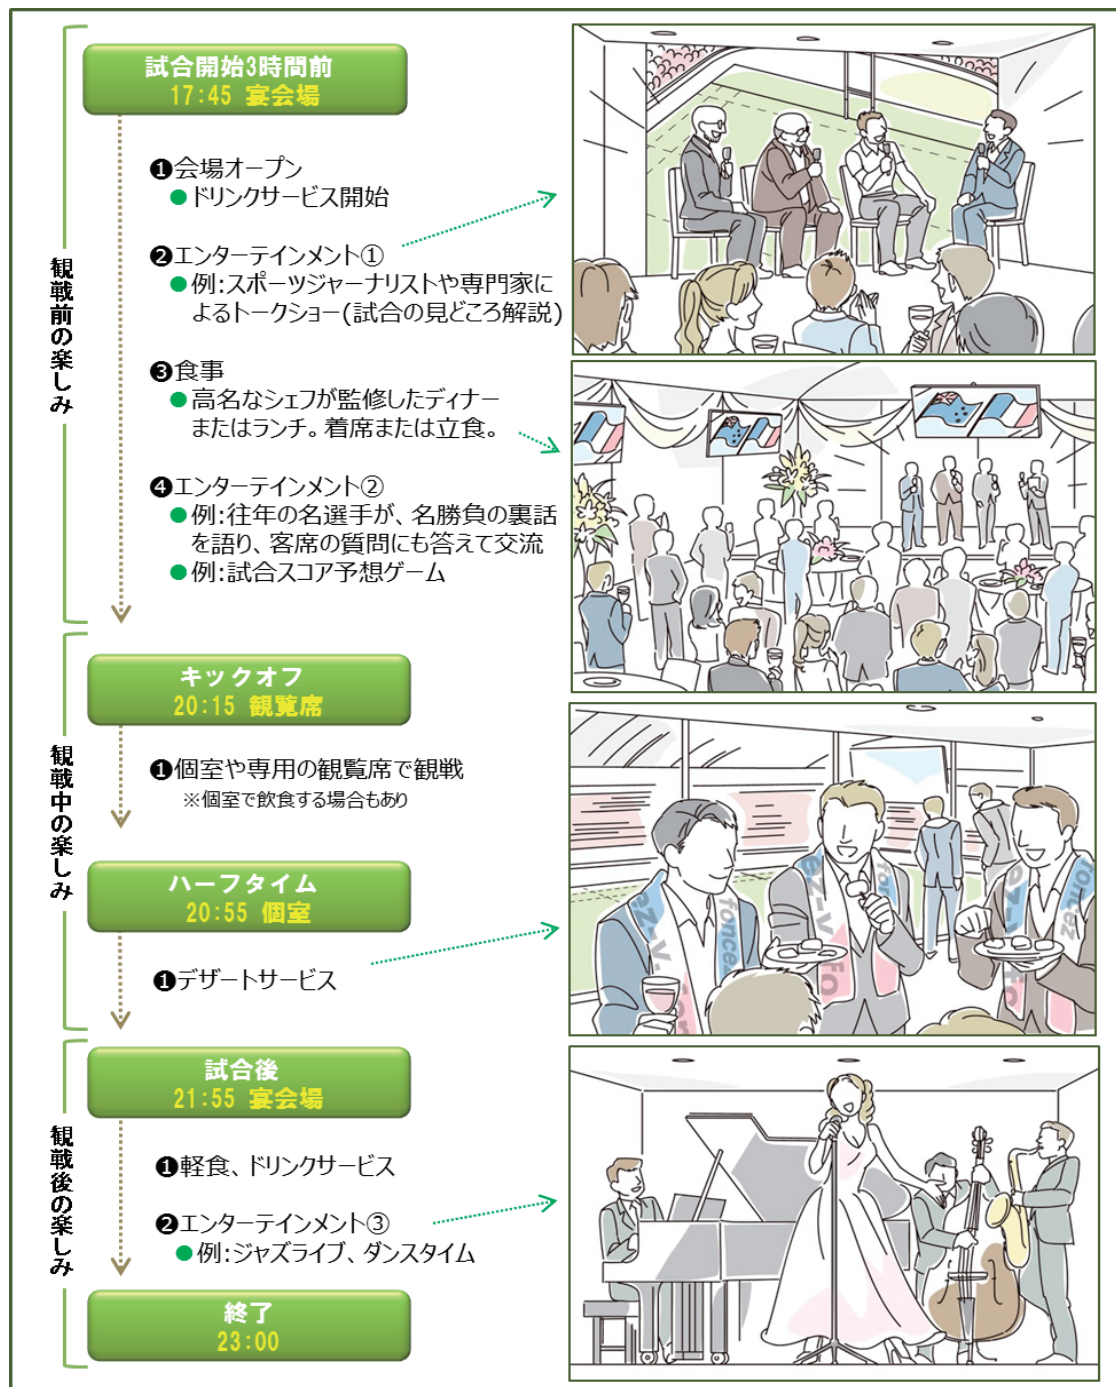 観戦前の楽しみ
試合開始3時間前
17:45 宴会場
❶会場オープン
●ドリンクサービス開始
❷エンターテインメント①
●例:スポーツジャーナリストや専門家に
よるトークショー(試合の見どころ解説)
❸食事
●高名なシェフが監修したディナー
またはランチ。着席または立食。
❹エンターテインメント②
●例:往年の名選手が、名勝負の裏話
を語り、客席の質問にも答えて交流
●例:試合スコア予想ゲーム
観戦中の楽しみ
キックオフ
20:15 観覧席
❶個室や専用の観覧席で観戦
※個室で飲食する場合もあり
ハーフタイム
20:55 個室
❶デザートサービス
foncez
観戦後の楽しみ
試合後
21:55 宴会場
❶軽食、ドリンクサービス
❷エンターテインメント③
●例:ジャズライブ、ダンスタイム
終了
23:00